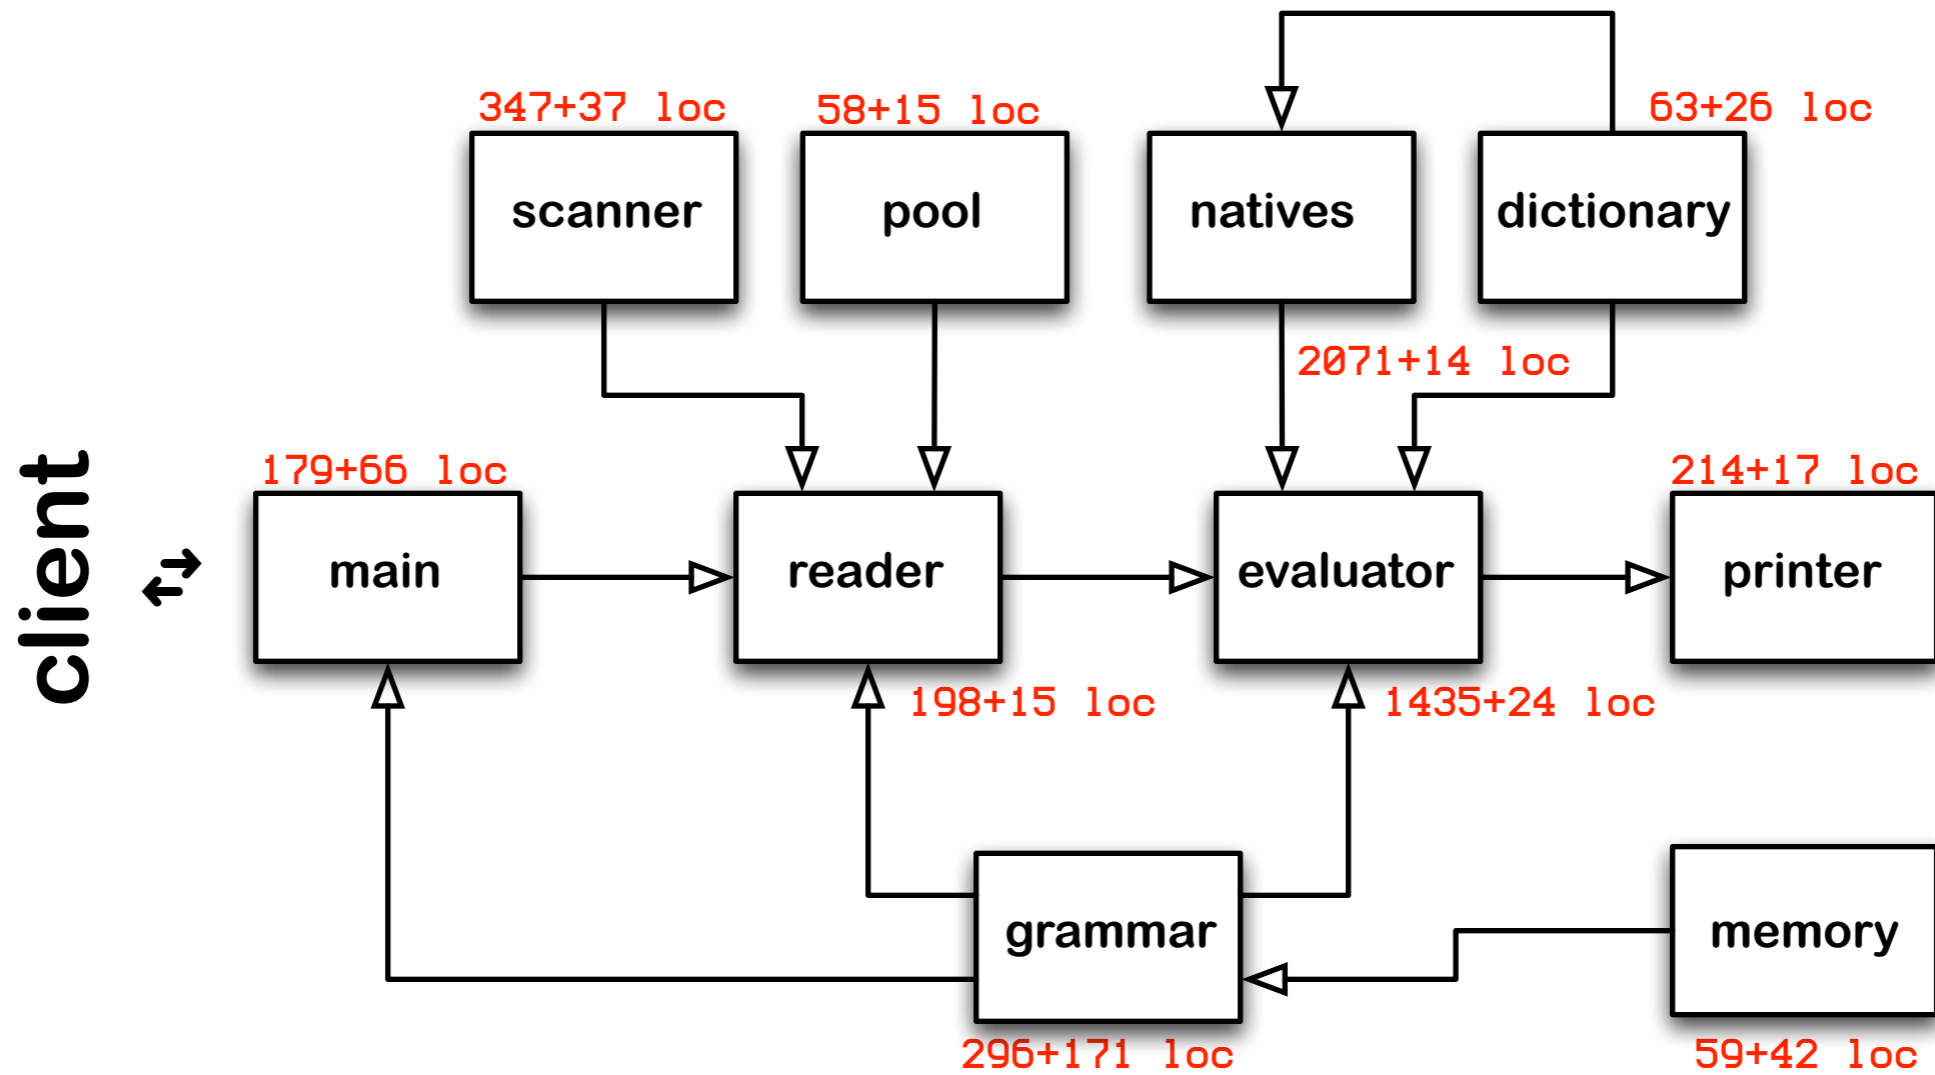 347+37 loc
58+15 loc
63+26 loc
scanner
pool
natives
dictionary
2071+14 loc
client
179+66 loc
214+17 loc
main
reader
evaluator
printer
198+15 loc
1435+24 loc
grammar
memory
296+171 loc
59+42 loc